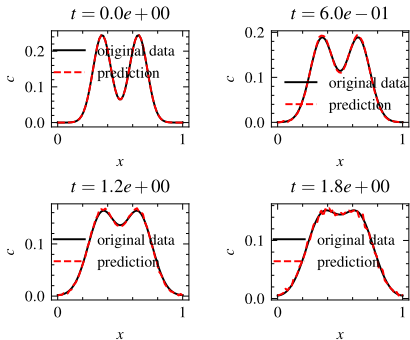 t = 0.0e + 00
0.2
0.1
0.0
c
original data
prediction
0
1
x
t = 6.0e − 01
0.2
0.1
0.0
c
original data
prediction
0
1
x
t = 1.2e + 00
0.1
0.0
c
original data
prediction
0
1
x
t = 1.8e + 00
0.1
0.0
c
original data
prediction
0
1
x